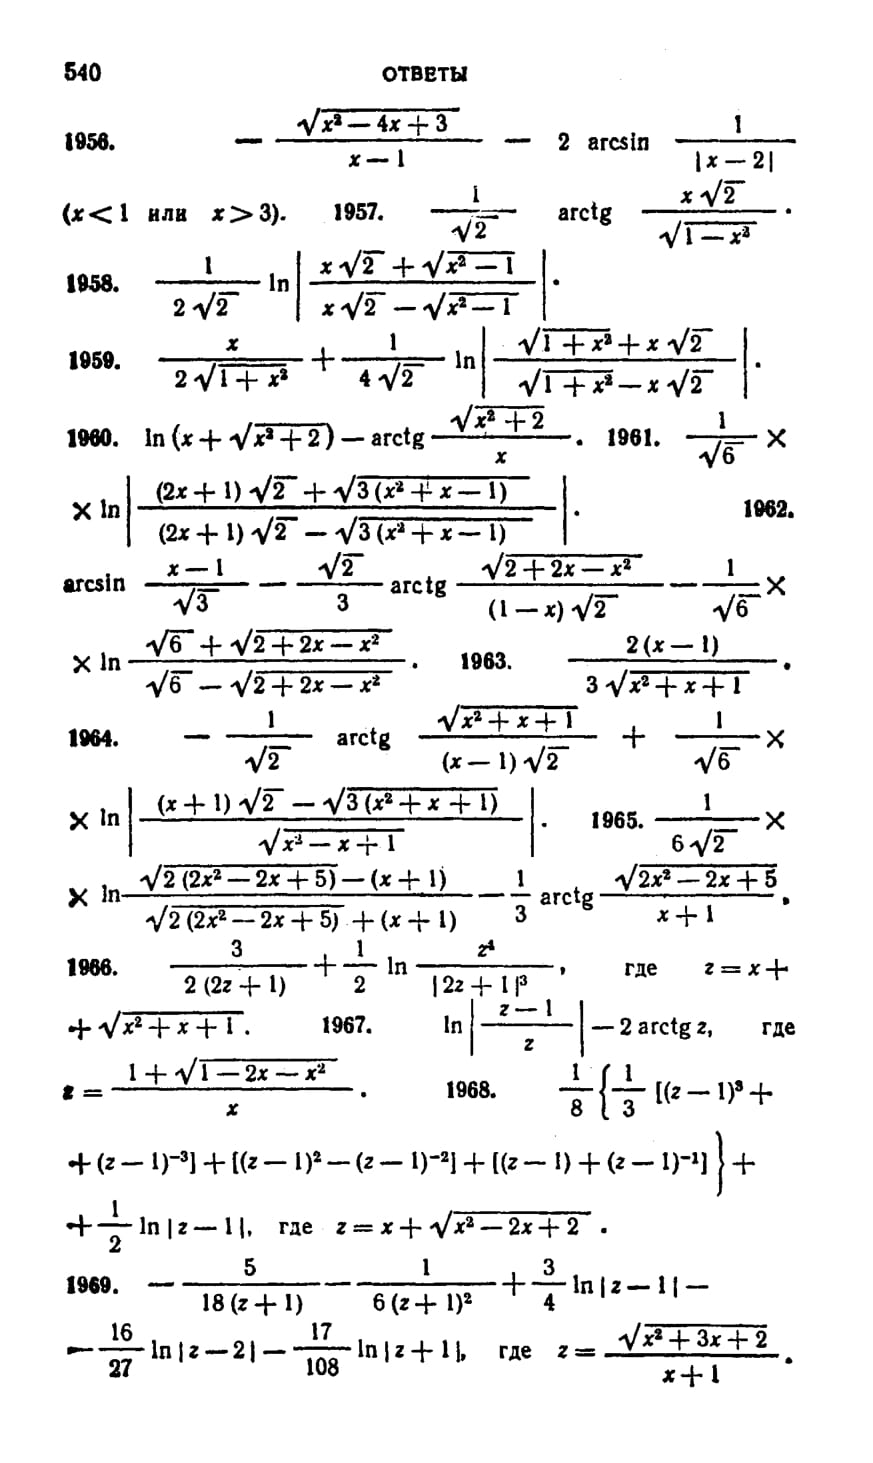 540 ОТВЕТЫ
1956. — \frac{\sqrt{x^2 - 4x + 3}}{x - 1} — 2 arcsin \frac{1}{|x - 2|}
(x < 1 или x > 3). 1957. \frac{1}{\sqrt{2}} arctg \frac{x\sqrt{2}}{\sqrt{1 - x^2}}.
1958. \frac{1}{2\sqrt{2}} ln \left| \frac{x\sqrt{2} + \sqrt{x^2 - 1}}{x\sqrt{2} - \sqrt{x^2 - 1}} \right|.
1959. \frac{x}{2\sqrt{1 + x^2}} + \frac{1}{4\sqrt{2}} ln \left| \frac{\sqrt{1 + x^2} + x\sqrt{2}}{\sqrt{1 + x^2} - x\sqrt{2}} \right|.
1960. ln (x + \sqrt{x^2 + 2}) — arctg \frac{\sqrt{x^2 + 2}}{x}. 1961. \frac{1}{\sqrt{6}} ×
× ln \left| \frac{(2x + 1)\sqrt{2} + \sqrt{3(x^2 + x - 1)}}{(2x + 1)\sqrt{2} - \sqrt{3(x^2 + x - 1)}} \right|. 1962.
arcsin \frac{x - 1}{\sqrt{3}} — \frac{\sqrt{2}}{3} arctg \frac{\sqrt{2 + 2x - x^2}}{(1 - x)\sqrt{2}} — \frac{1}{\sqrt{6}} ×
× ln \frac{\sqrt{6} + \sqrt{2 + 2x - x^2}}{\sqrt{6} - \sqrt{2 + 2x - x^2}}. 1963. \frac{2(x - 1)}{3\sqrt{x^2 + x + 1}}.
1964. — \frac{1}{\sqrt{2}} arctg \frac{\sqrt{x^2 + x + 1}}{(x - 1)\sqrt{2}} + \frac{1}{\sqrt{6}} ×
× ln \left| \frac{(x + 1)\sqrt{2} - \sqrt{3(x^2 + x + 1)}}{\sqrt{x^2 - x + 1}} \right|. 1965. \frac{1}{6\sqrt{2}} ×
× ln \frac{\sqrt{2(2x^2 - 2x + 5)} - (x + 1)}{\sqrt{2(2x^2 - 2x + 5)} + (x + 1)} — \frac{1}{3} arctg \frac{\sqrt{2x^2 - 2x + 5}}{x + 1}.
1966. \frac{3}{2(2z + 1)} + \frac{1}{2} ln \frac{z^4}{|2z + 1|^3}, где z = x +
+ \sqrt{x^2 + x + 1}. 1967. ln \left| \frac{z - 1}{z} \right| — 2 arctg z, где
z = \frac{1 + \sqrt{1 - 2x - x^2}}{x}. 1968. \frac{1}{8} \left\{ \frac{1}{3} [(z - 1)^3 +
+ (z - 1)^{-3}] + [(z - 1)^2 - (z - 1)^{-2}] + [(z - 1) + (z - 1)^{-1}] \right\} +
+ \frac{1}{2} ln |z - 1|, где z = x + \sqrt{x^2 - 2x + 2}.
1969. — \frac{5}{18(z + 1)} — \frac{1}{6(z + 1)^2} + \frac{3}{4} ln |z - 1| —
— \frac{16}{27} ln |z - 2| — \frac{17}{108} ln |z + 1|, где z = \frac{\sqrt{x^2 + 3x + 2}}{x + 1}.